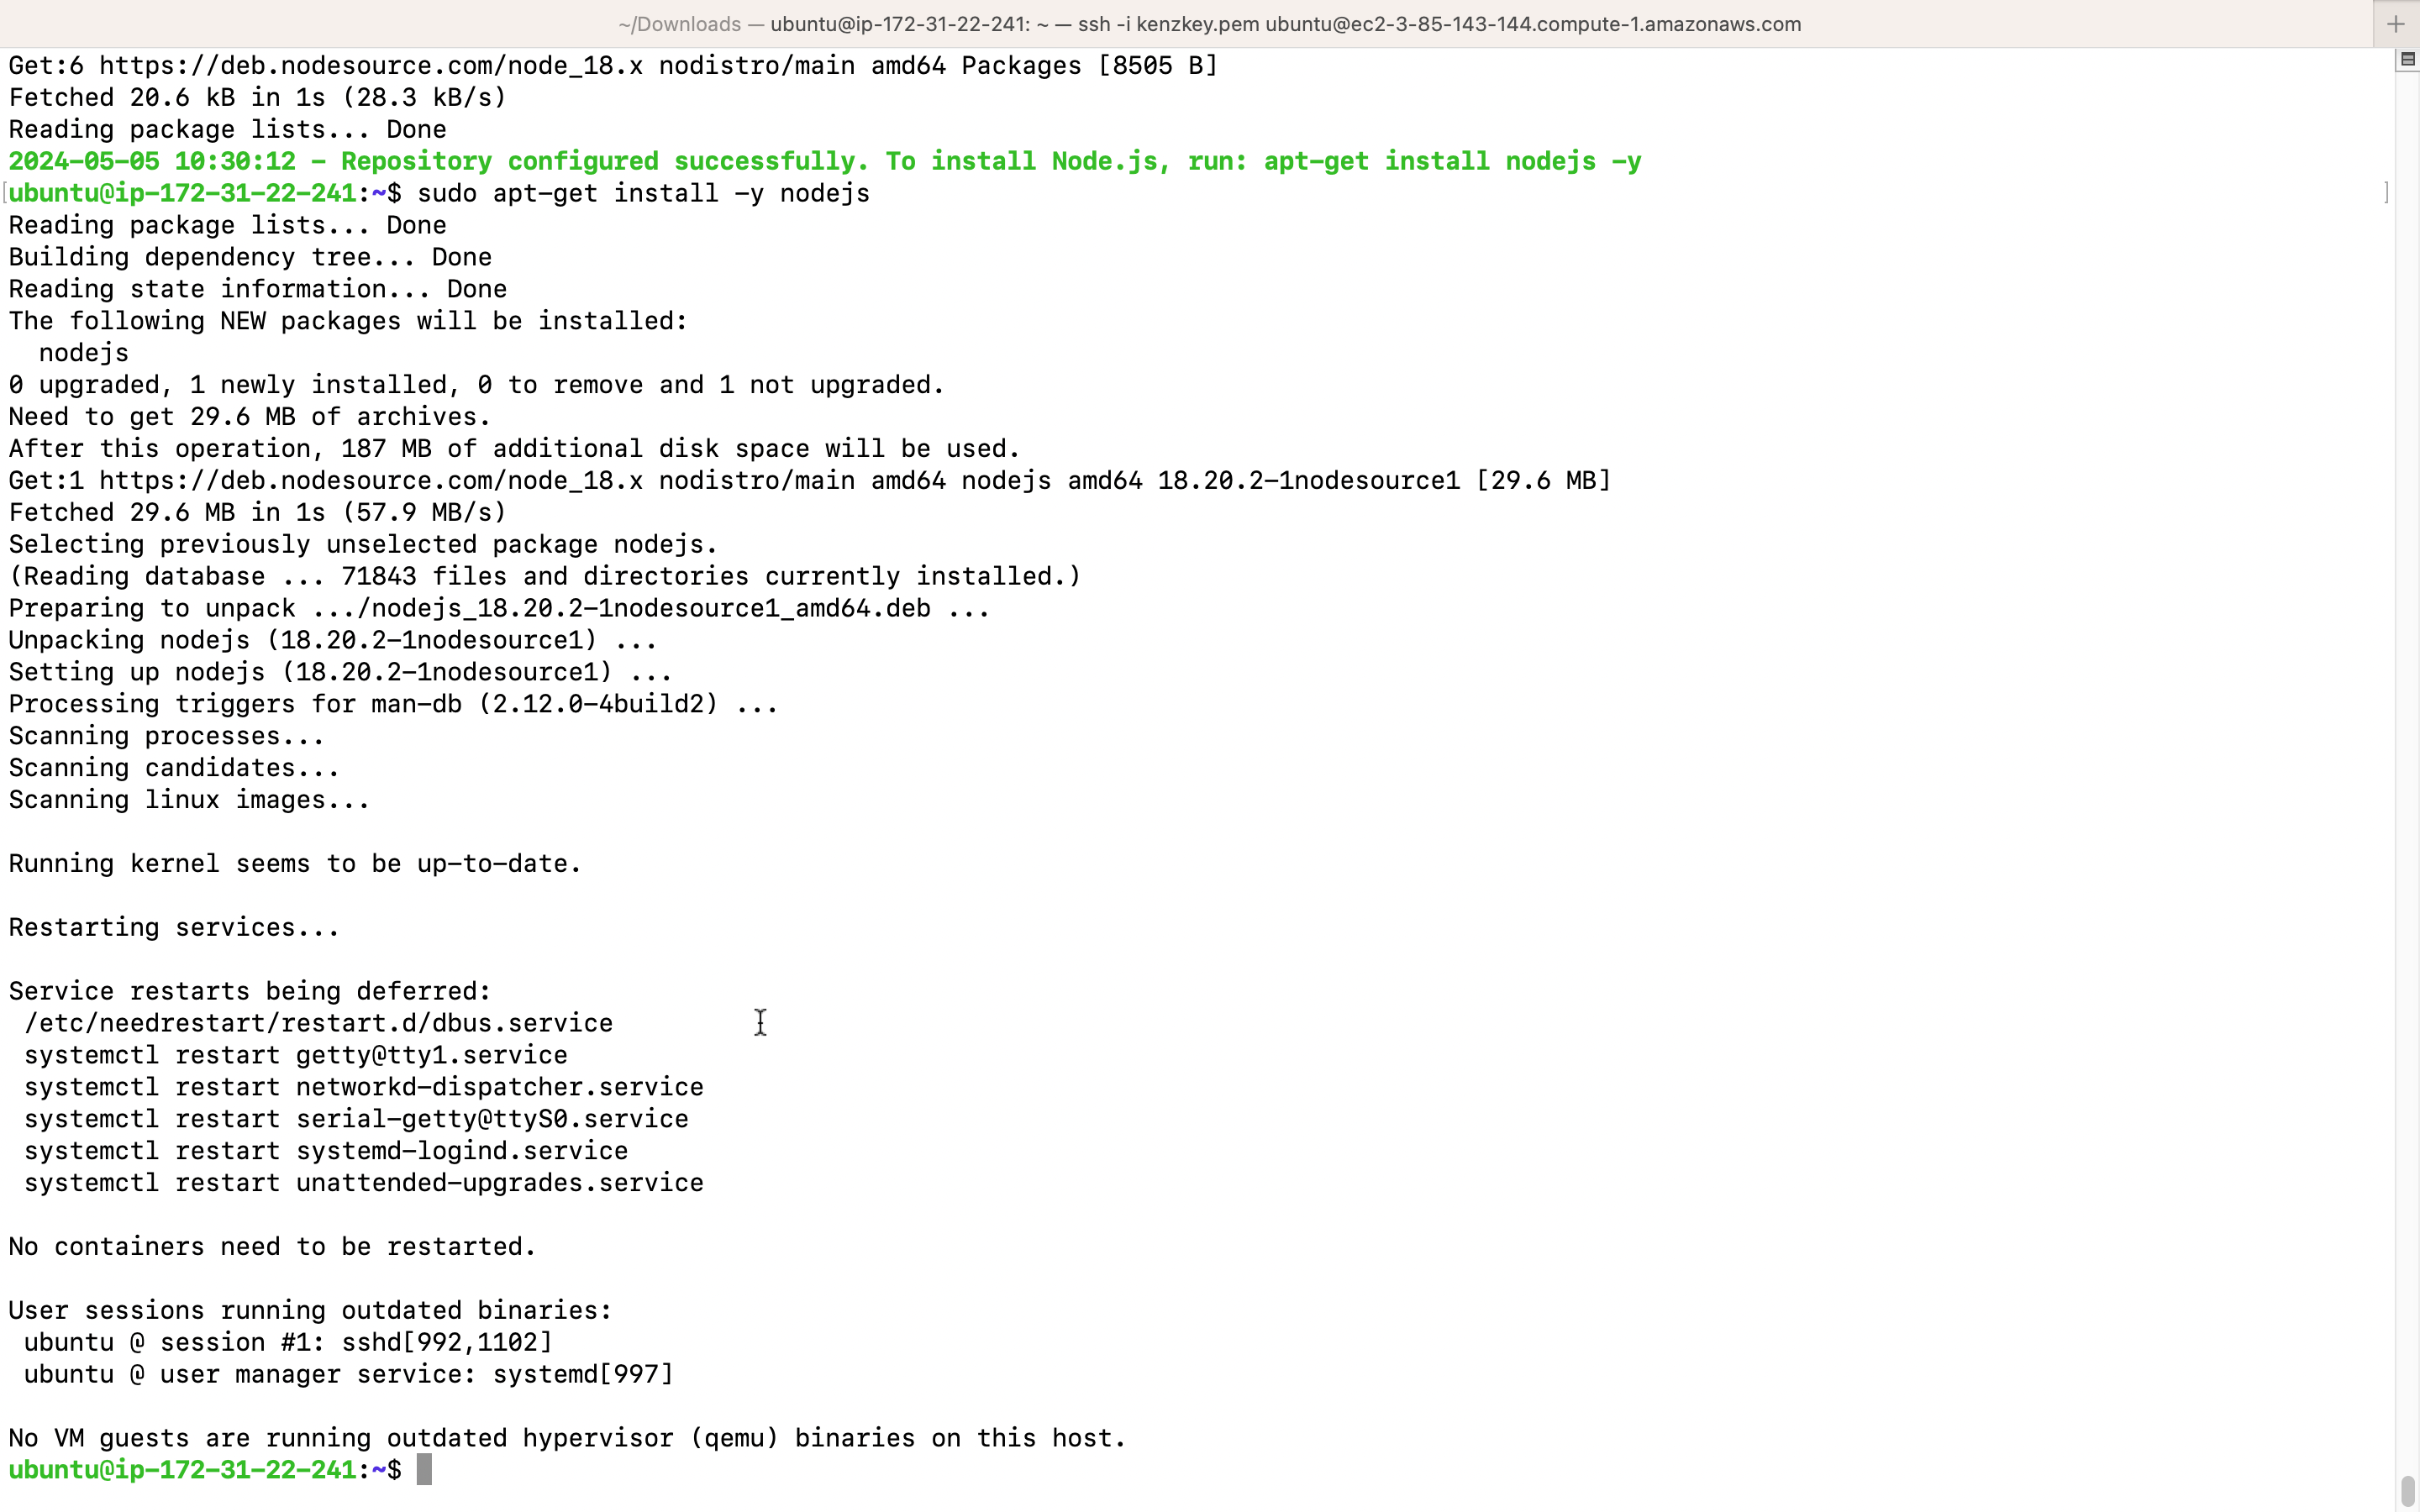 ~/Downloads — ubuntu@ip-172-31-22-241: ~ — ssh -i kenzkey.pem ubuntu@ec2-3-85-143-144.compute-1.amazonaws.com
Get:6 https://deb.nodesource.com/node_18.x nodistro/main amd64 Packages [8505 B]
Fetched 20.6 kB in 1s (28.3 kB/s)
Reading package lists... Done
2024-05-05 10:30:12 - Repository configured successfully. To install Node.js, run: apt-get install nodejs -y
ubuntu@ip-172-31-22-241:~$ sudo apt-get install -y nodejs
Reading package lists... Done
Building dependency tree... Done
Reading state information... Done
The following NEW packages will be installed:
  nodejs
0 upgraded, 1 newly installed, 0 to remove and 1 not upgraded.
Need to get 29.6 MB of archives.
After this operation, 187 MB of additional disk space will be used.
Get:1 https://deb.nodesource.com/node_18.x nodistro/main amd64 nodejs amd64 18.20.2-1nodesource1 [29.6 MB]
Fetched 29.6 MB in 1s (57.9 MB/s)
Selecting previously unselected package nodejs.
(Reading database ... 71843 files and directories currently installed.)
Preparing to unpack .../nodejs_18.20.2-1nodesource1_amd64.deb ...
Unpacking nodejs (18.20.2-1nodesource1) ...
Setting up nodejs (18.20.2-1nodesource1) ...
Processing triggers for man-db (2.12.0-4build2) ...
Scanning processes...
Scanning candidates...
Scanning linux images...
Running kernel seems to be up-to-date.
Restarting services...
Service restarts being deferred:
 /etc/needrestart/restart.d/dbus.service
 systemctl restart getty@tty1.service
 systemctl restart networkd-dispatcher.service
 systemctl restart serial-getty@ttyS0.service
 systemctl restart systemd-logind.service
 systemctl restart unattended-upgrades.service
No containers need to be restarted.
User sessions running outdated binaries:
 ubuntu @ session #1: sshd[992,1102]
 ubuntu @ user manager service: systemd[997]
No VM guests are running outdated hypervisor (qemu) binaries on this host.
ubuntu@ip-172-31-22-241:~$